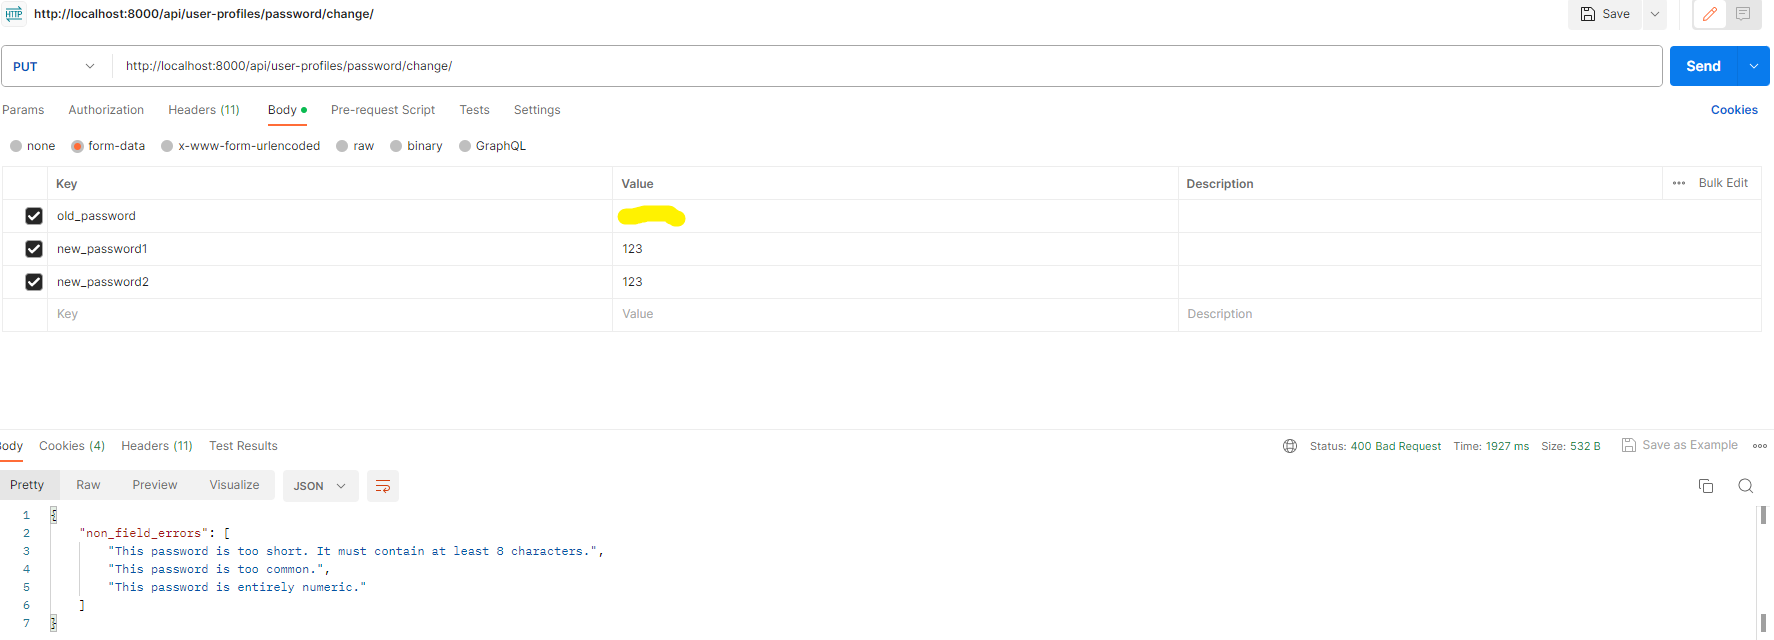 HTTP http://localhost:8000/api/user-profiles/password/change/ Save
PUT http://localhost:8000/api/user-profiles/password/change/ Send
Params Authorization Headers (11) Body Pre-request Script Tests Settings Cookies
none form-data x-www-form-urlencoded raw binary GraphQL
Key Value Description Bulk Edit
old_password
new_password1 123
new_password2 123
Key Value Description
Body Cookies (4) Headers (11) Test Results Status: 400 Bad Request Time: 1927 ms Size: 532 B Save as Example
Pretty Raw Preview Visualize JSON
1 {
2 "non_field_errors": [
3 "This password is too short. It must contain at least 8 characters.",
4 "This password is too common.",
5 "This password is entirely numeric."
6 ]
7 }